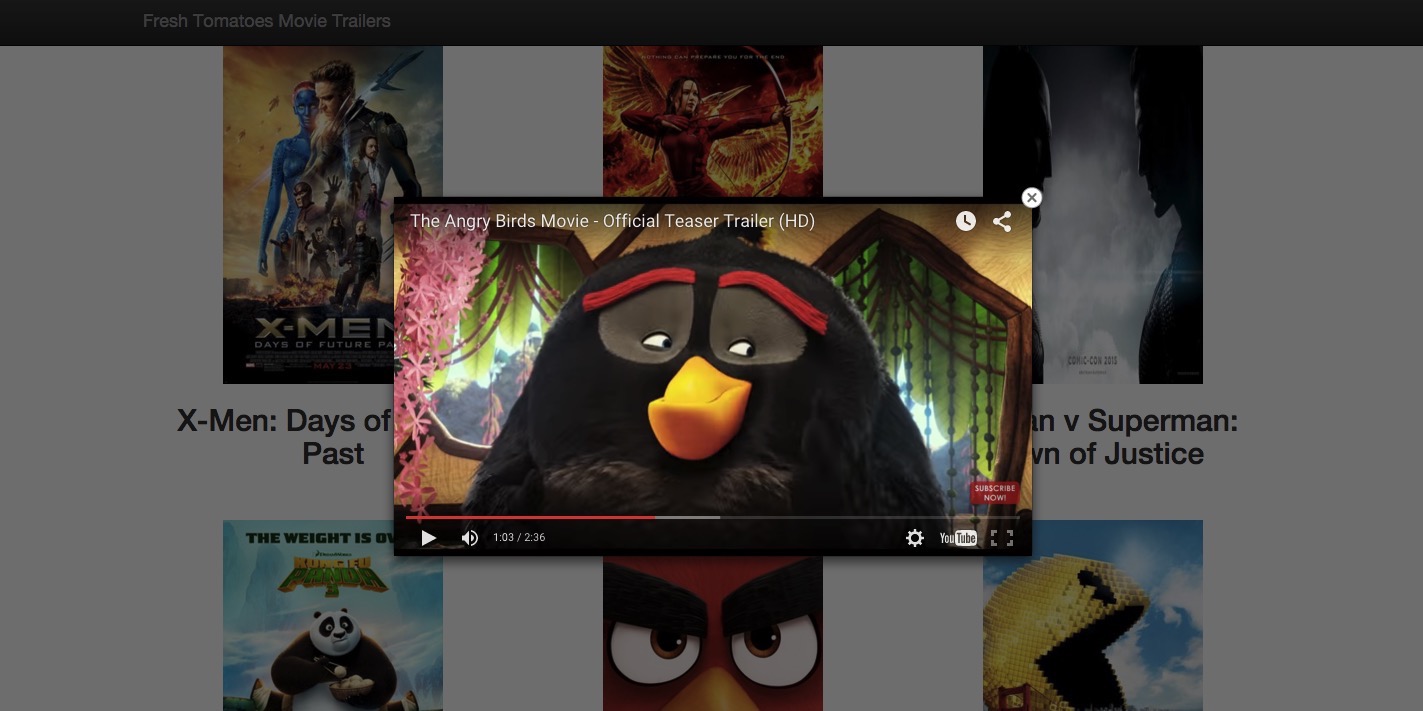 Fresh Tomatoes Movie Trailers
NOTHING CAN PREPARE YOU FOR THE END
The Angry Birds Movie - Official Teaser Trailer (HD)
X-MEN
DAYS OF FUTURE PA
MAY 23
COMIC-CON 2015
X-Men: Days of
Past
an v Superman:
wn of Justice
SUBSCRIBE
NOW!
1:03 / 2:36
YouTube
THE WEIGHT IS OV
DreamWorks
KUNG FU
PANDA
3